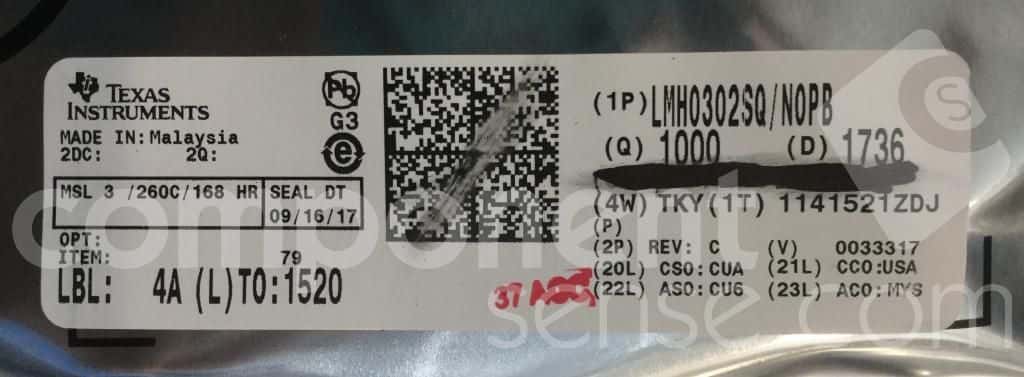 TEXAS
INSTRUMENTS
MADE IN: Malaysia
2DC: 2Q:
MSL 3 /260C/168 HR
SEAL DT
09/16/17
OPT:
ITEM: 79
LBL: 4A (L)TO:1520
Pb
G3
e
(1P)LMH0302SQ/NOPB
(Q) 1000 (D) 1736
(4W) TKY(1T) 1141521ZDJ
(P)
(2P) REV: C (V) 0033317
(20L) CSO:CUA (21L) CCO:USA
(22L) ASO:CU6 (23L) ACO:MYS
component
sense.com
CS